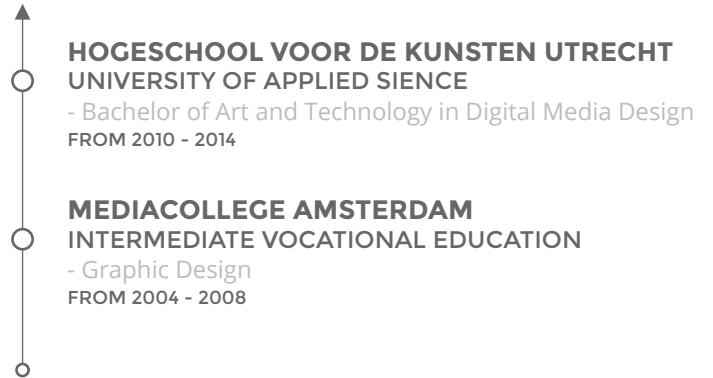 HOGESCHOOL VOOR DE KUNSTEN UTRECHT
UNIVERSITY OF APPLIED SIENCE
- Bachelor of Art and Technology in Digital Media Design
FROM 2010 - 2014
MEDIACOLLEGE AMSTERDAM
INTERMEDIATE VOCATIONAL EDUCATION
- Graphic Design
FROM 2004 - 2008